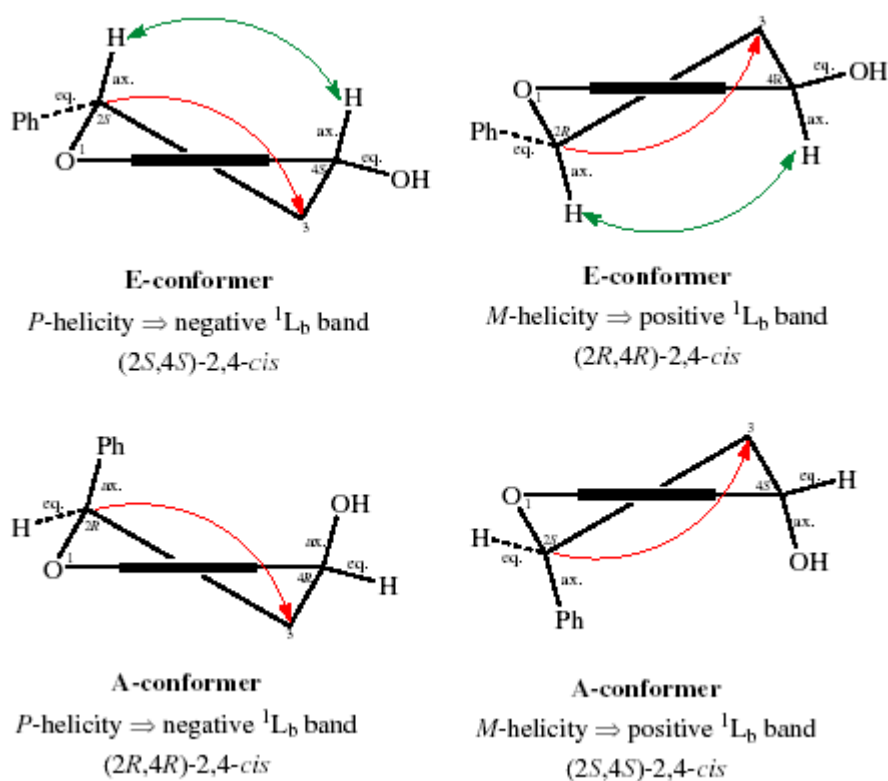 H
ax.
H
eq.
Ph
2S
ax.
O
1
4S
eq.
OH
3
E-conformer
P-helicity ⇒ negative ¹Lb band
(2S,4S)-2,4-cis
3
eq.
OH
4R
O
1
Ph
2R
eq.
ax.
ax.
H
H
E-conformer
M-helicity ⇒ positive ¹Lb band
(2R,4R)-2,4-cis
Ph
ax.
OH
eq.
H
2R
ax.
O
1
4R
eq.
H
3
A-conformer
P-helicity ⇒ negative ¹Lb band
(2R,4R)-2,4-cis
3
eq.
H
4S
O
1
H
2S
eq.
ax.
ax.
OH
Ph
A-conformer
M-helicity ⇒ positive ¹Lb band
(2S,4S)-2,4-cis